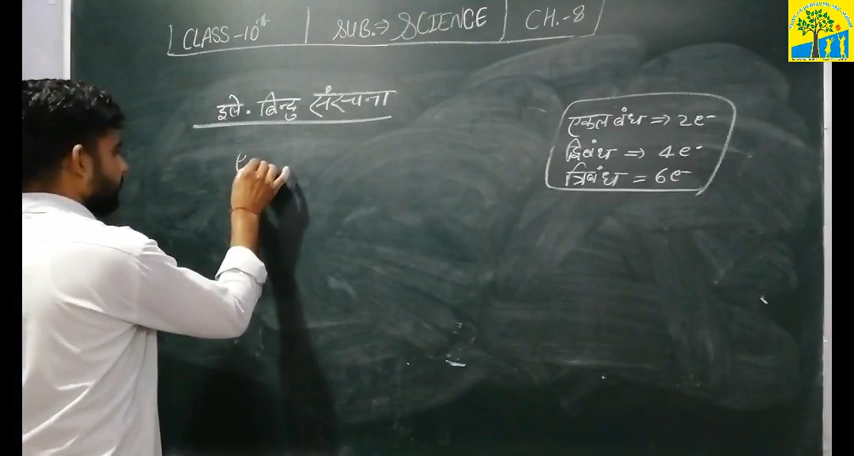 CLASS-10th | SUB.→ SCIENCE | CH.-8
इले. बिन्दु संरचना
एकल बंध ⇒ 2e-
द्विबंध ⇒ 4e-
त्रिबंध = 6e-